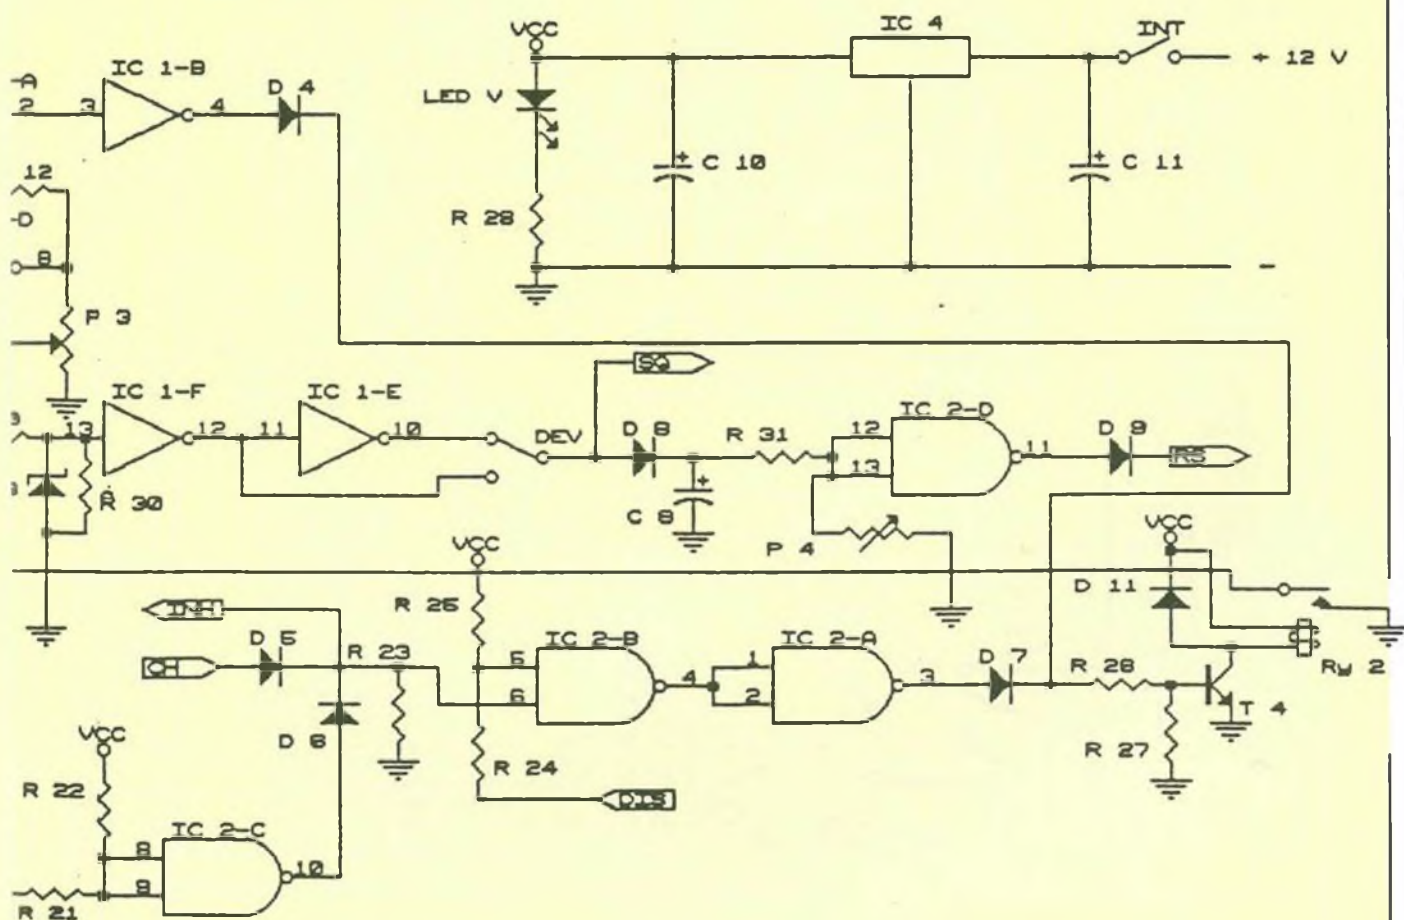 VCC
IC 4
INT
+ 12 V
IC 1-B
2
3
4
D 4
LED V
C 10
C 11
12
R 28
-D
8
-
P 3
SQ
IC 1-F
IC 1-E
13
12
11
10
DEV
D 8
R 31
IC 2-D
12
13
11
D 9
RS
R 30
C 8
P 4
VCC
VCC
D 11
INH
R 25
D 5
R 23
CH
IC 2-B
5
6
4
IC 2-A
1
2
3
D 7
R 28
RW 2
T 4
D 6
R 24
R 27
VCC
DIS
R 22
IC 2-C
8
9
10
R 21